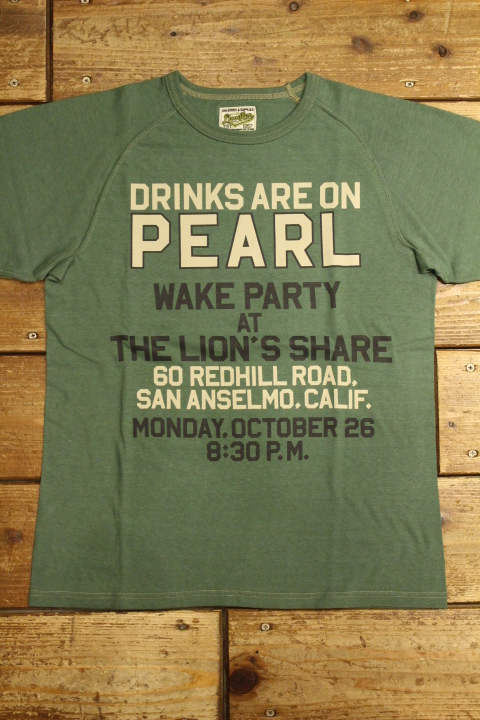 DRINKS ARE ON
PEARL
WAKE PARTY
AT
THE LION'S SHARE
60 REDHILL ROAD,
SAN ANSELMO, CALIF.
MONDAY, OCTOBER 26
8:30 P.M.